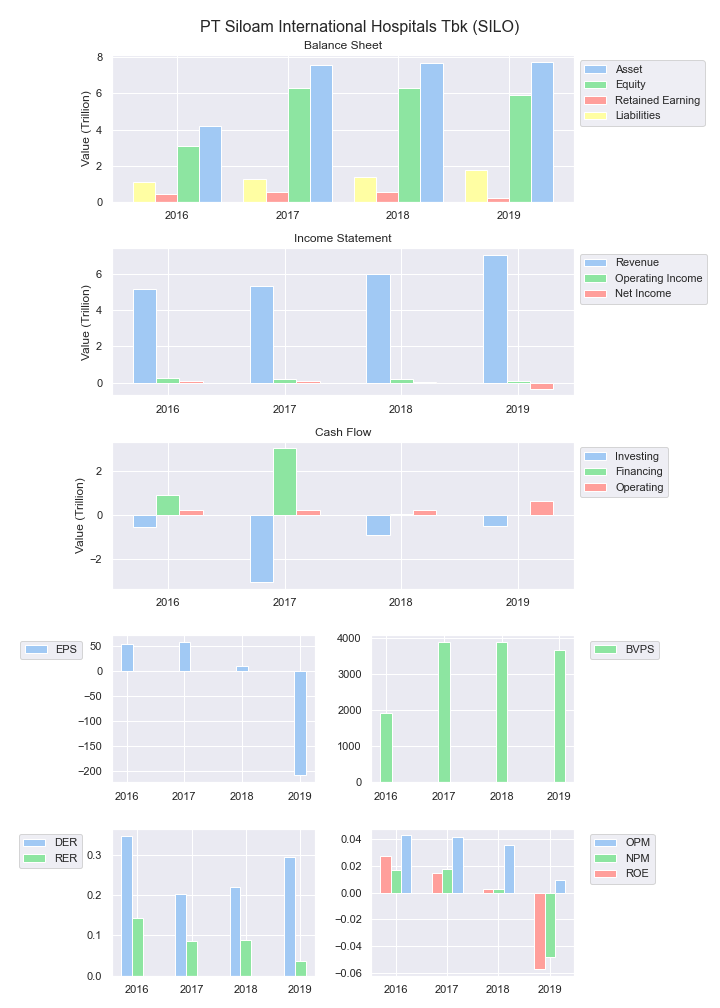 PT Siloam International Hospitals Tbk (SILO)
Balance Sheet
Value (Trillion)
8
6
4
2
0
2016 2017 2018 2019
Asset
Equity
Retained Earning
Liabilities
Income Statement
Value (Trillion)
6
4
2
0
2016 2017 2018 2019
Revenue
Operating Income
Net Income
Cash Flow
Value (Trillion)
2
0
−2
2016 2017 2018 2019
Investing
Financing
Operating
EPS
50
0
−50
−100
−150
−200
2016 2017 2018 2019
4000
3000
2000
1000
0
2016 2017 2018 2019
BVPS
DER
RER
0.3
0.2
0.1
0.0
2016 2017 2018 2019
0.04
0.02
0.00
−0.02
−0.04
−0.06
2016 2017 2018 2019
OPM
NPM
ROE